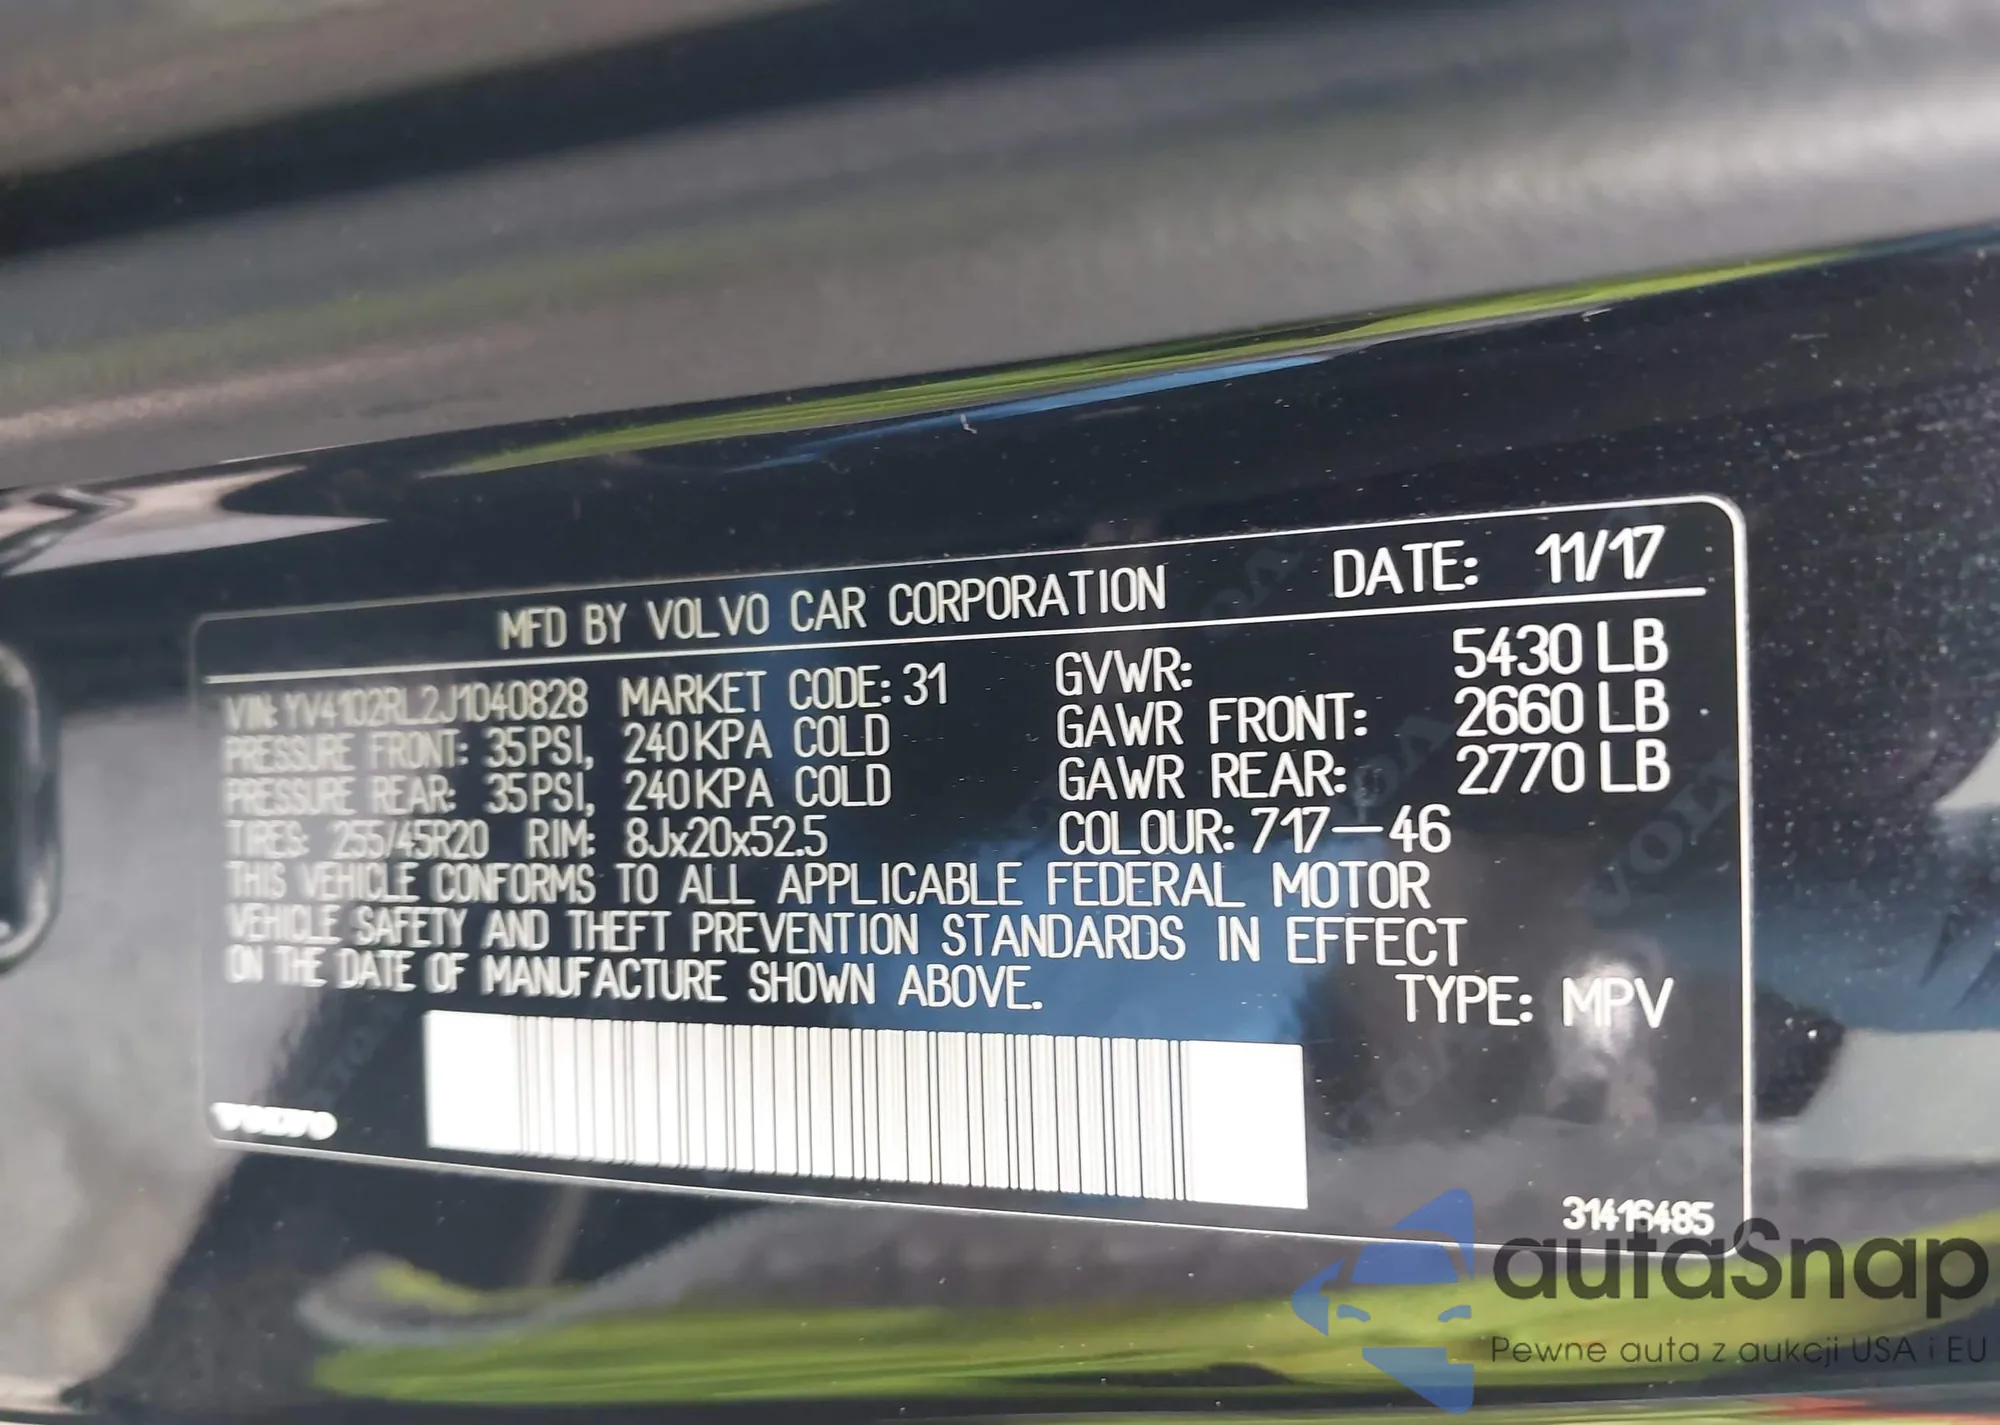 MFD BY VOLVO CAR CORPORATION DATE: 11/17
VIN: YV4102RL2J1040828 MARKET CODE: 31 GVWR: 5430 LB
PRESSURE FRONT: 35PSI, 240KPA COLD GAWR FRONT: 2660 LB
PRESSURE REAR: 35PSI, 240KPA COLD GAWR REAR: 2770 LB
TIRES: 255/45R20 RIM: 8Jx20x52.5 COLOUR: 717-46
THIS VEHICLE CONFORMS TO ALL APPLICABLE FEDERAL MOTOR
VEHICLE SAFETY AND THEFT PREVENTION STANDARDS IN EFFECT
ON THE DATE OF MANUFACTURE SHOWN ABOVE. TYPE: MPV
VOLVO
31416485
autaSnap
Pewne auta z aukcji USA i EU